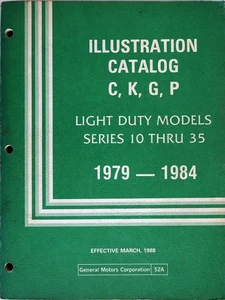 ILLUSTRATION
CATALOG
C, K, G, P
LIGHT DUTY MODELS
SERIES 10 THRU 35
1979 — 1984
EFFECTIVE MARCH, 1988
General Motors Corporation 52A